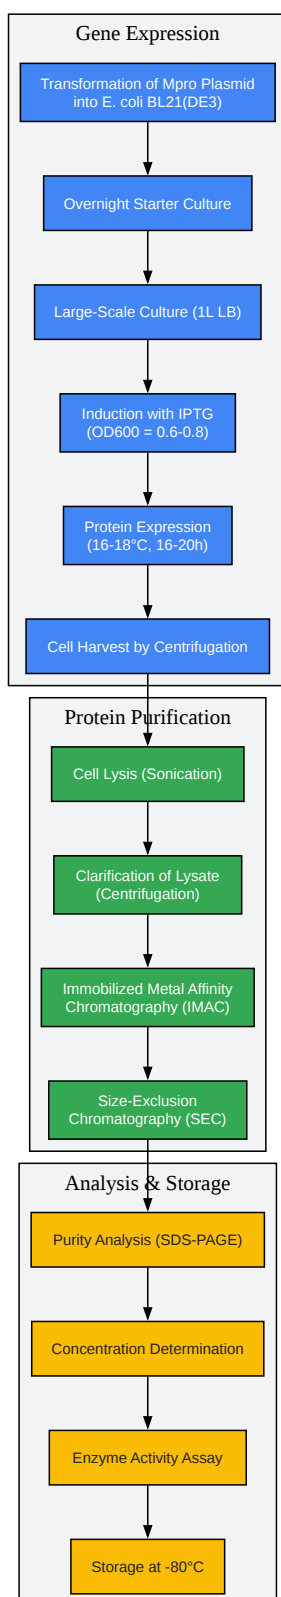 Gene Expression
Transformation of Mpro Plasmid
into E. coli BL21(DE3)
Overnight Starter Culture
Large-Scale Culture (1L LB)
Induction with IPTG
(OD600 = 0.6-0.8)
Protein Expression
(16-18°C, 16-20h)
Cell Harvest by Centrifugation
Protein Purification
Cell Lysis (Sonication)
Clarification of Lysate
(Centrifugation)
Immobilized Metal Affinity
Chromatography (IMAC)
Size-Exclusion
Chromatography (SEC)
Analysis & Storage
Purity Analysis (SDS-PAGE)
Concentration Determination
Enzyme Activity Assay
Storage at -80°C